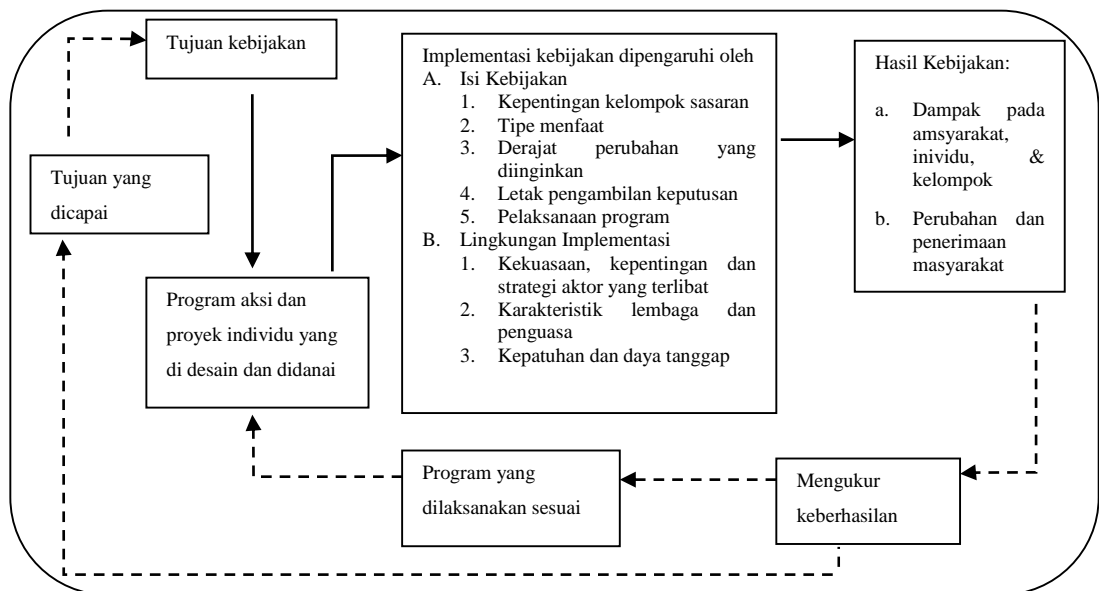 Tujuan kebijakan
Implementasi kebijakan dipengaruhi oleh
A. Isi Kebijakan
1. Kepentingan kelompok sasaran
2. Tipe menfaat
3. Derajat perubahan yang
diinginkan
4. Letak pengambilan keputusan
5. Pelaksanaan program
B. Lingkungan Implementasi
1. Kekuasaan, kepentingan dan
strategi aktor yang terlibat
2. Karakteristik lembaga dan
penguasa
3. Kepatuhan dan daya tanggap
Hasil Kebijakan:
a. Dampak pada
amsyarakat,
inividu, &
kelompok
b. Perubahan dan
penerimaan
masyarakat
Tujuan yang
dicapai
Program aksi dan
proyek individu yang
di desain dan didanai
Program yang
dilaksanakan sesuai
Mengukur
keberhasilan